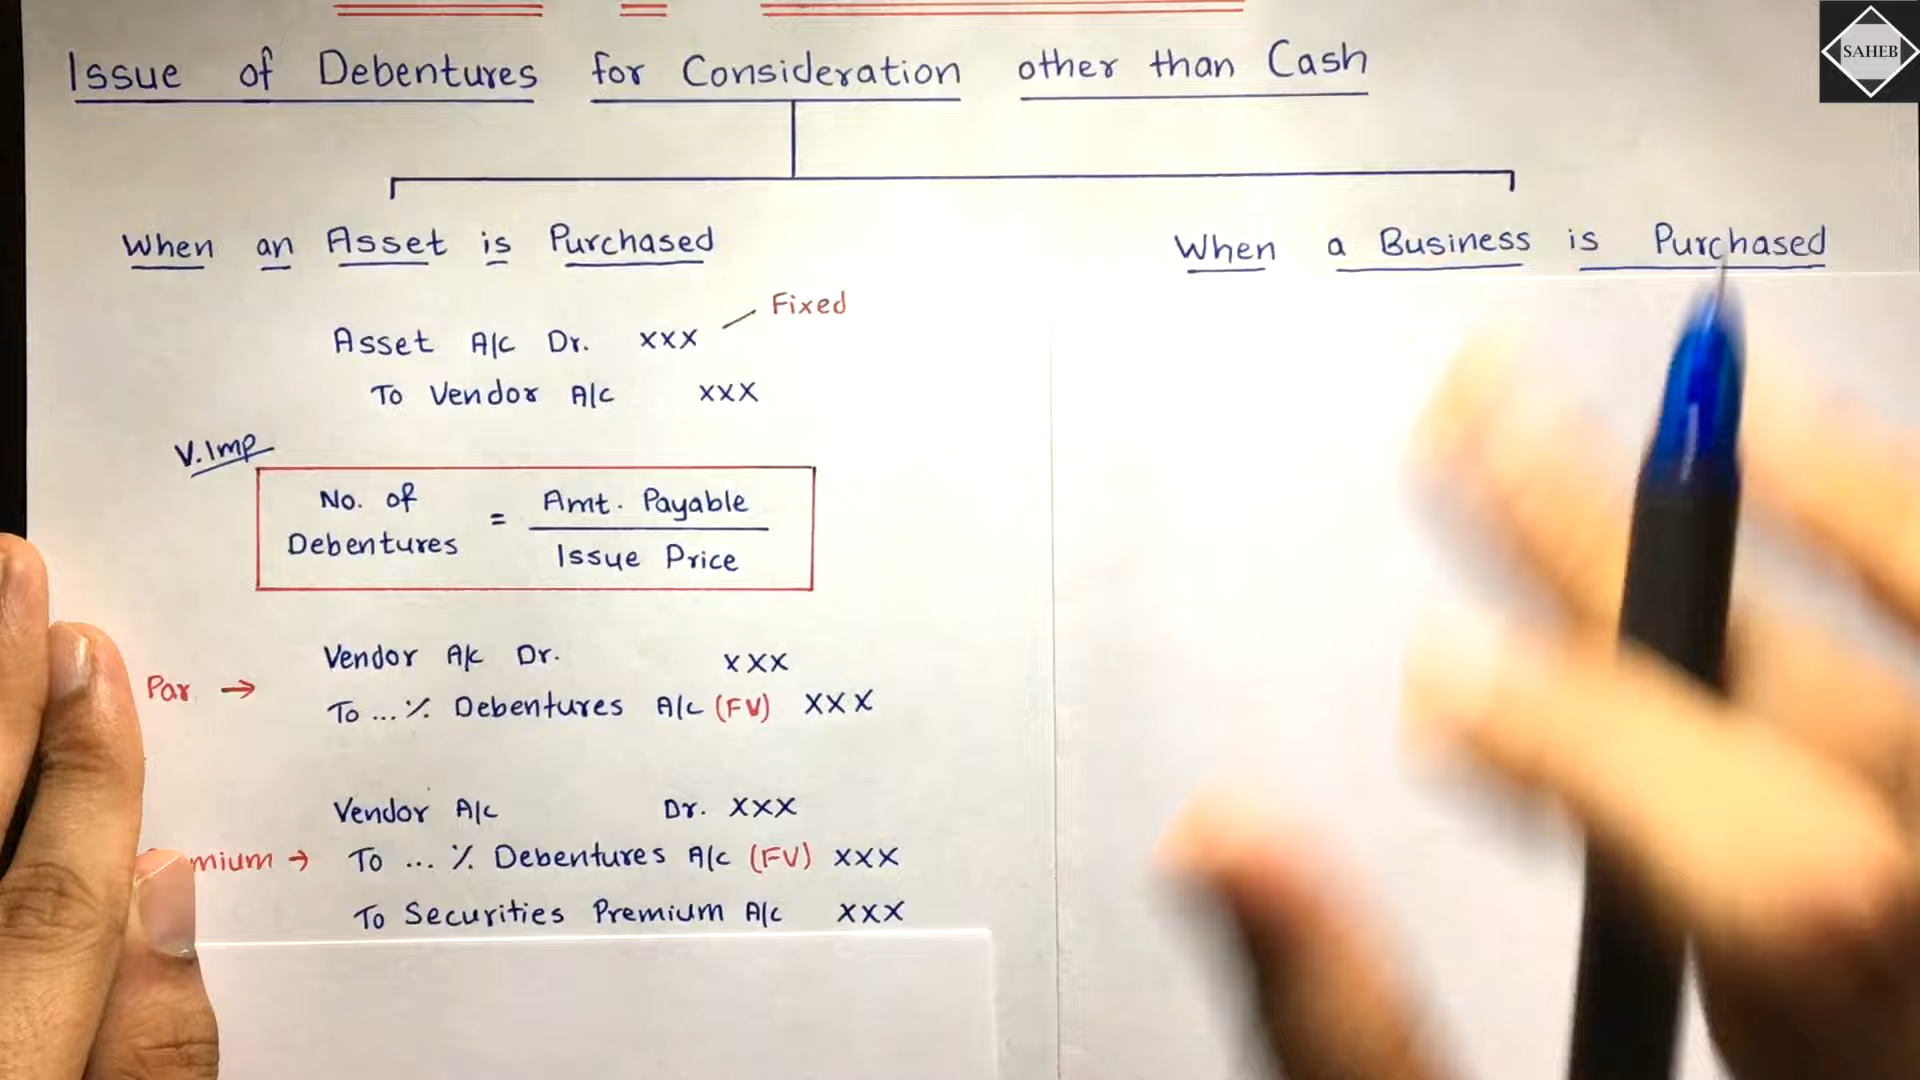 Issue of Debentures for Consideration other than Cash
When an Asset is Purchased
Fixed
Asset A/c Dr. xxx
To Vendor A/c xxx
V.Imp
No. of Debentures = Amt. Payable / Issue Price
Par →
Vendor A/c Dr. xxx
To ...% Debentures A/c (FV) xxx
Vendor A/c Dr. xxx
mium → To ...% Debentures A/c (FV) xxx
To Securities Premium A/c xxx
When a Business is Purchased
SAHEB